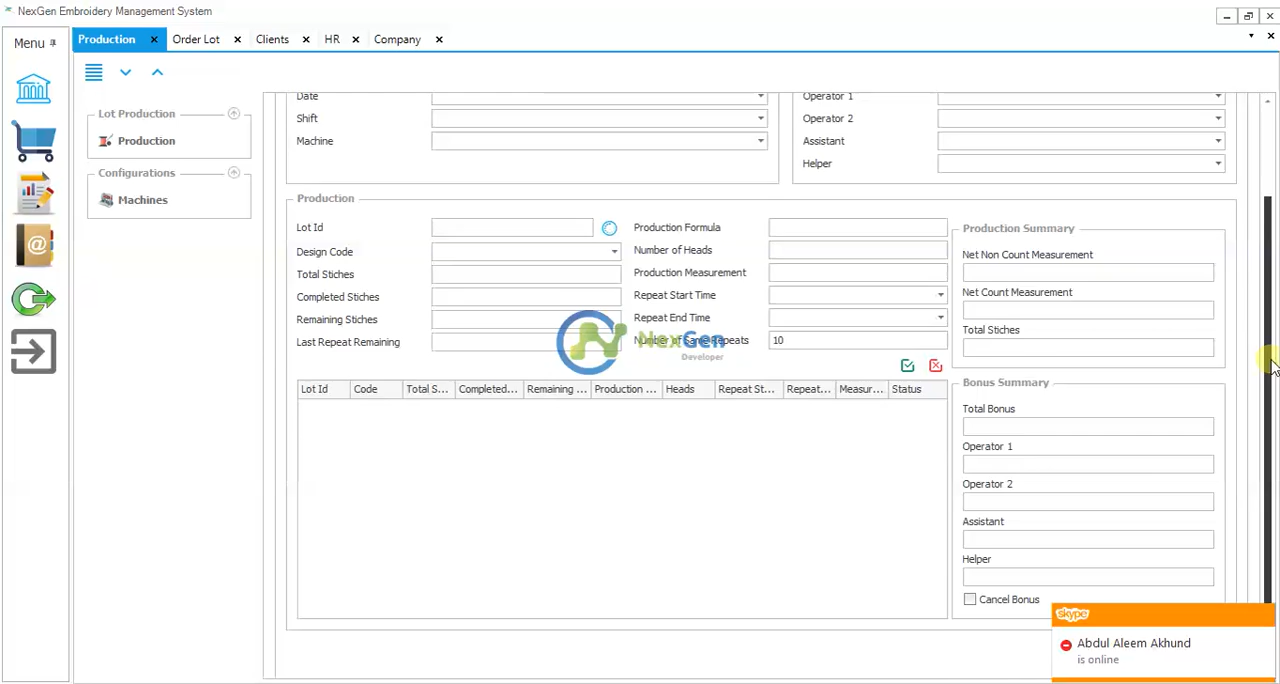 NexGen Embroidery Management System
Menu
Production Order Lot Clients HR Company
Lot Production
Production
Configurations
Machines
Date
Shift
Machine
Operator 1
Operator 2
Assistant
Helper
Production
Lot Id
Design Code
Total Stiches
Completed Stiches
Remaining Stiches
Last Repeat Remaining
Production Formula
Number of Heads
Production Measurement
Repeat Start Time
Repeat End Time
Number of Same Repeats 10
NexGen
Developer
Lot Id Code Total S... Completed... Remaining ... Production ... Heads Repeat St... Repeat... Measur... Status
Production Summary
Net Non Count Measurement
Net Count Measurement
Total Stiches
Bonus Summary
Total Bonus
Operator 1
Operator 2
Assistant
Helper
Cancel Bonus
skype
Abdul Aleem Akhund
is online